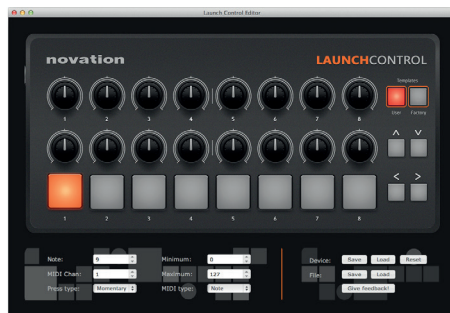 Launch Control Editor
novation LAUNCHCONTROL
Templates
1 2 3 4 5 6 7 8
User Factory
1 2 3 4 5 6 7 8
1 2 3 4 5 6 7 8
Note: 9 Minimum: 0 Device: Save Load Reset
MIDI Chan: 1 Maximum: 127 File: Save Load
Press type: Momentary MIDI type: Note Give feedback!